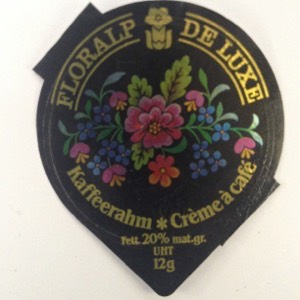 FLORALP DE LUXE
Kaffeerahm * Crème à café
Fett. 20% mat.gr.
UHT
12g